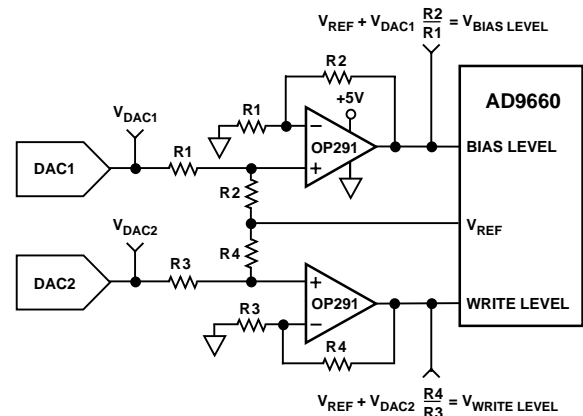 V_REF + V_DAC1 R2/R1 = V_BIAS LEVEL
R2
+5V
AD9660
V_DAC1
R1
−
OP291
BIAS LEVEL
DAC1
R1
+
R2
V_REF
V_DAC2
R4
DAC2
R3
+
OP291
WRITE LEVEL
R3
−
R4
V_REF + V_DAC2 R4/R3 = V_WRITE LEVEL